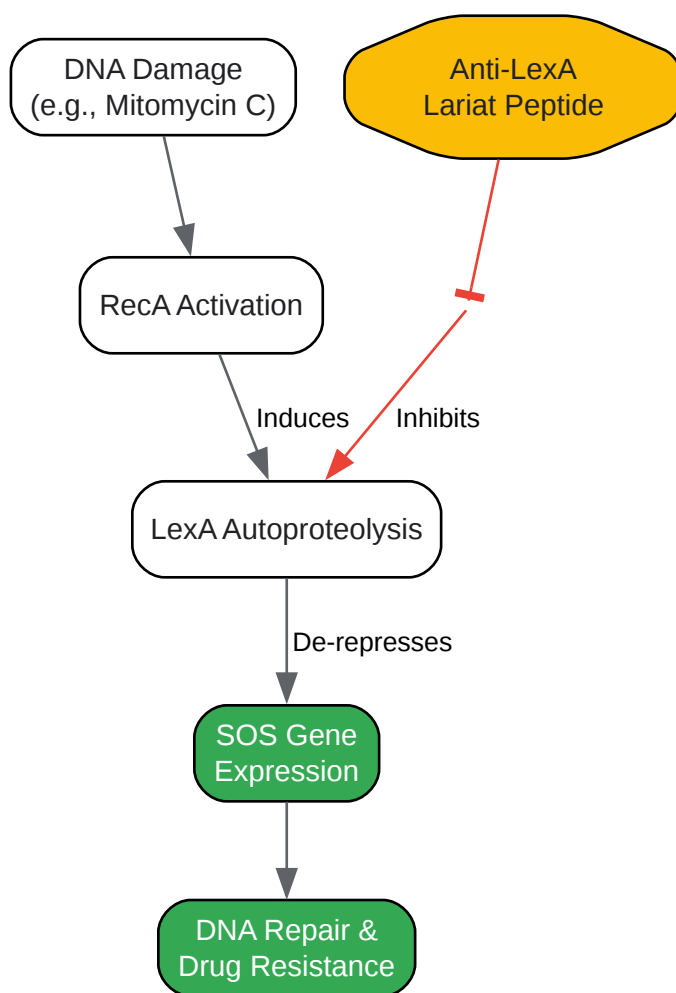 DNA Damage
(e.g., Mitomycin C)
Anti-LexA
Lariat Peptide
RecA Activation
Induces
Inhibits
LexA Autoproteolysis
De-represses
SOS Gene
Expression
DNA Repair &
Drug Resistance